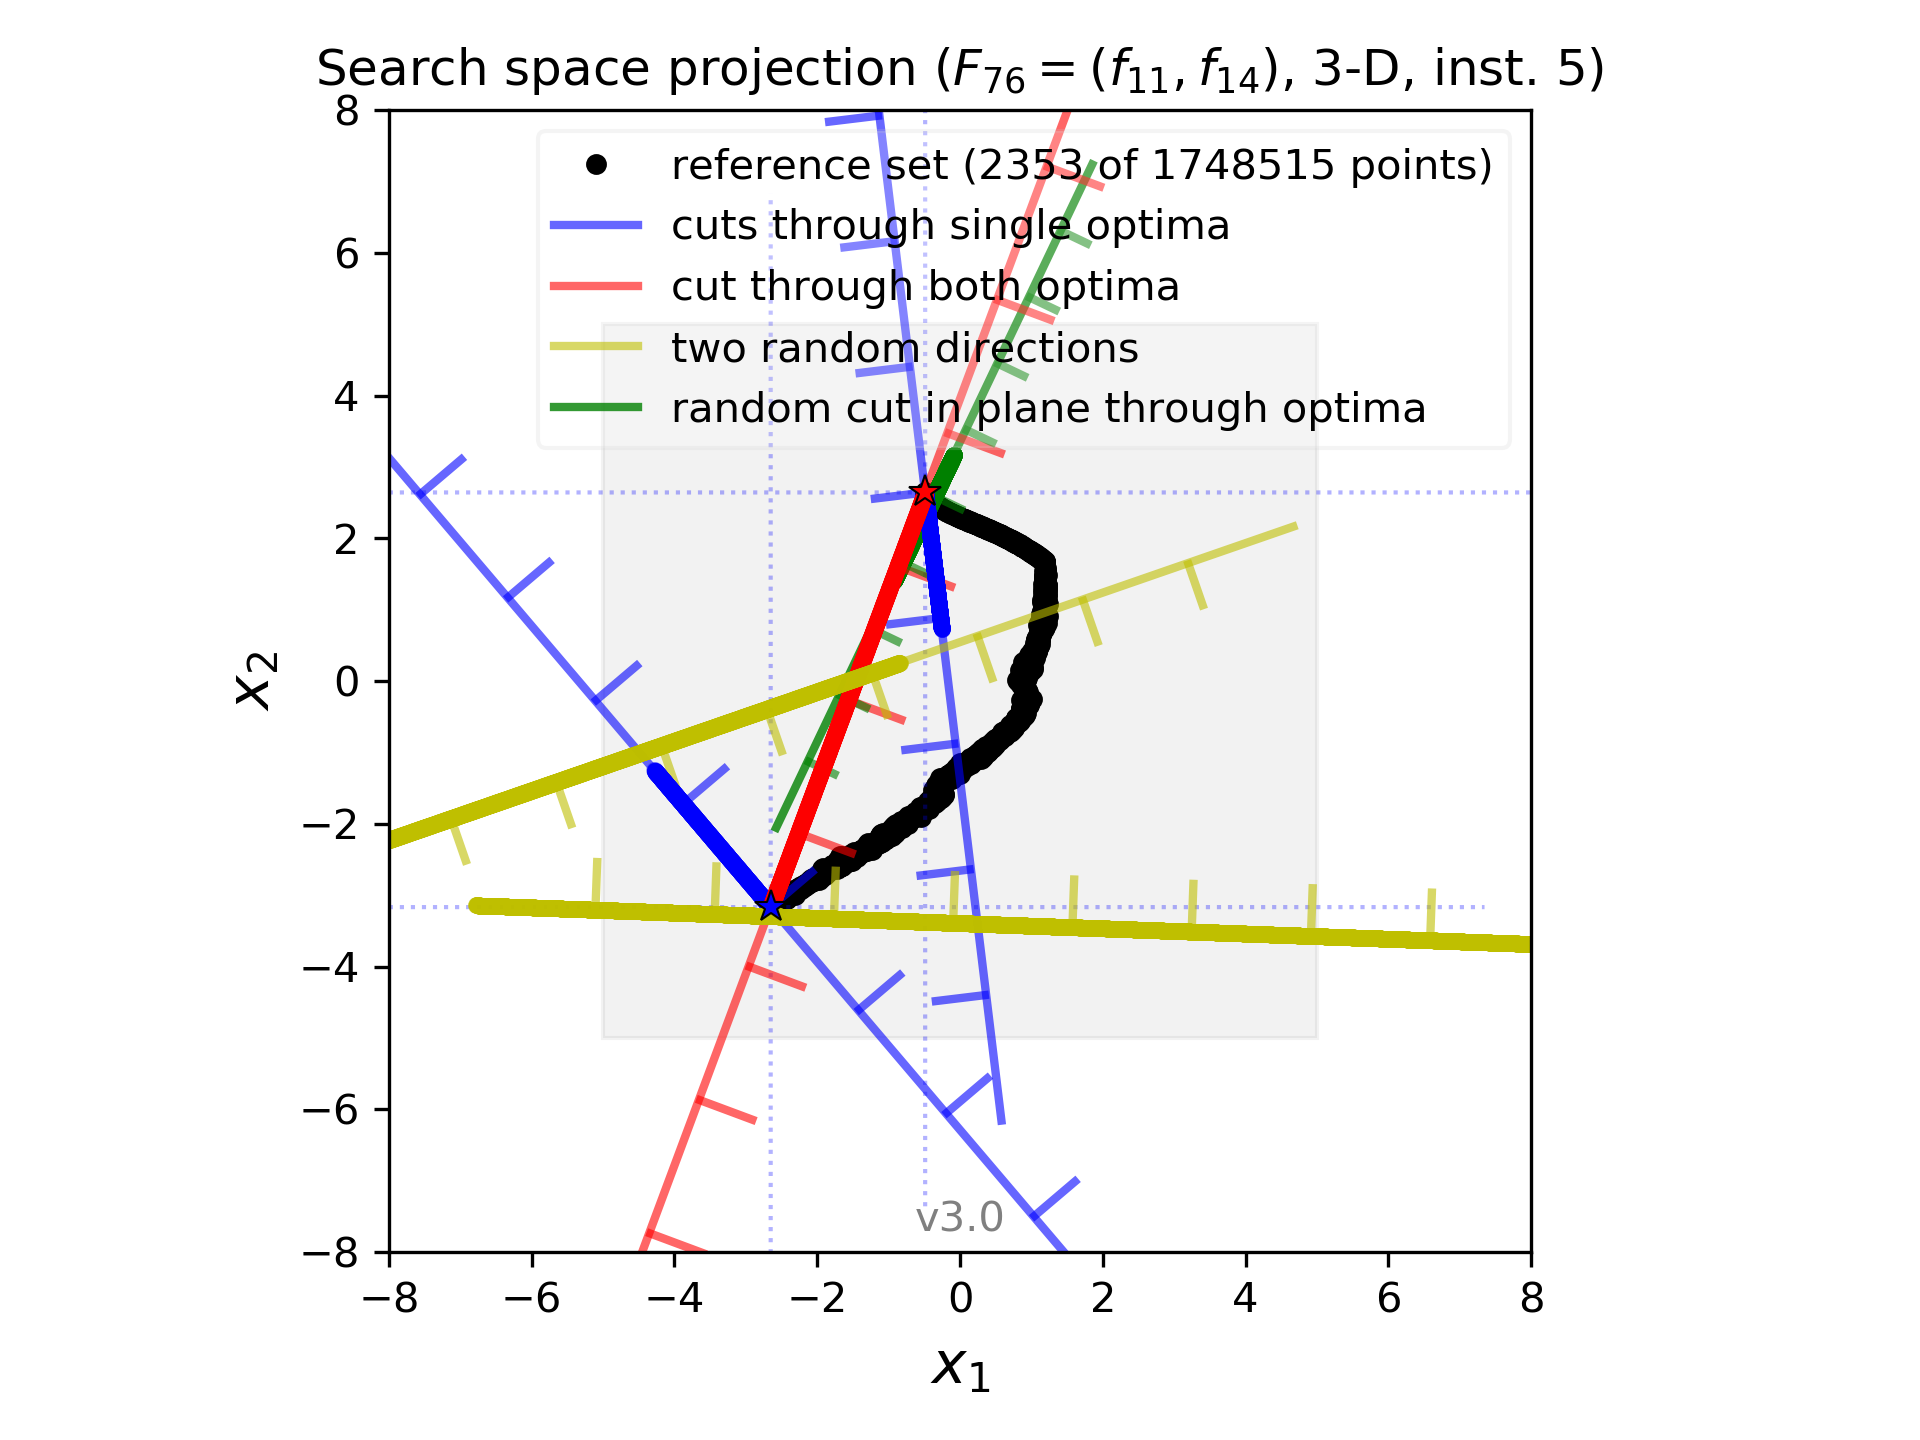 Search space projection (F₇₆ = (f₁₁, f₁₄), 3-D, inst. 5)
reference set (2353 of 1748515 points)
cuts through single optima
cut through both optima
two random directions
random cut in plane through optima
8
6
4
2
0
−2
−4
−6
−8
x₂
v3.0
−8 −6 −4 −2 0 2 4 6 8
x₁